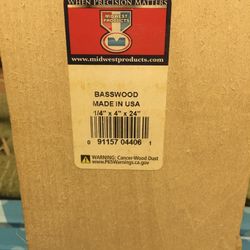 WHEN PRECISION MATTERS
MIDWEST
PRODUCTS
M
www.midwestproducts.com
BASSWOOD
MADE IN USA
1/4" x 4" x 24"
0 91157 04406 1
WARNING: Cancer-Wood Dust
www.P65Warnings.ca.gov